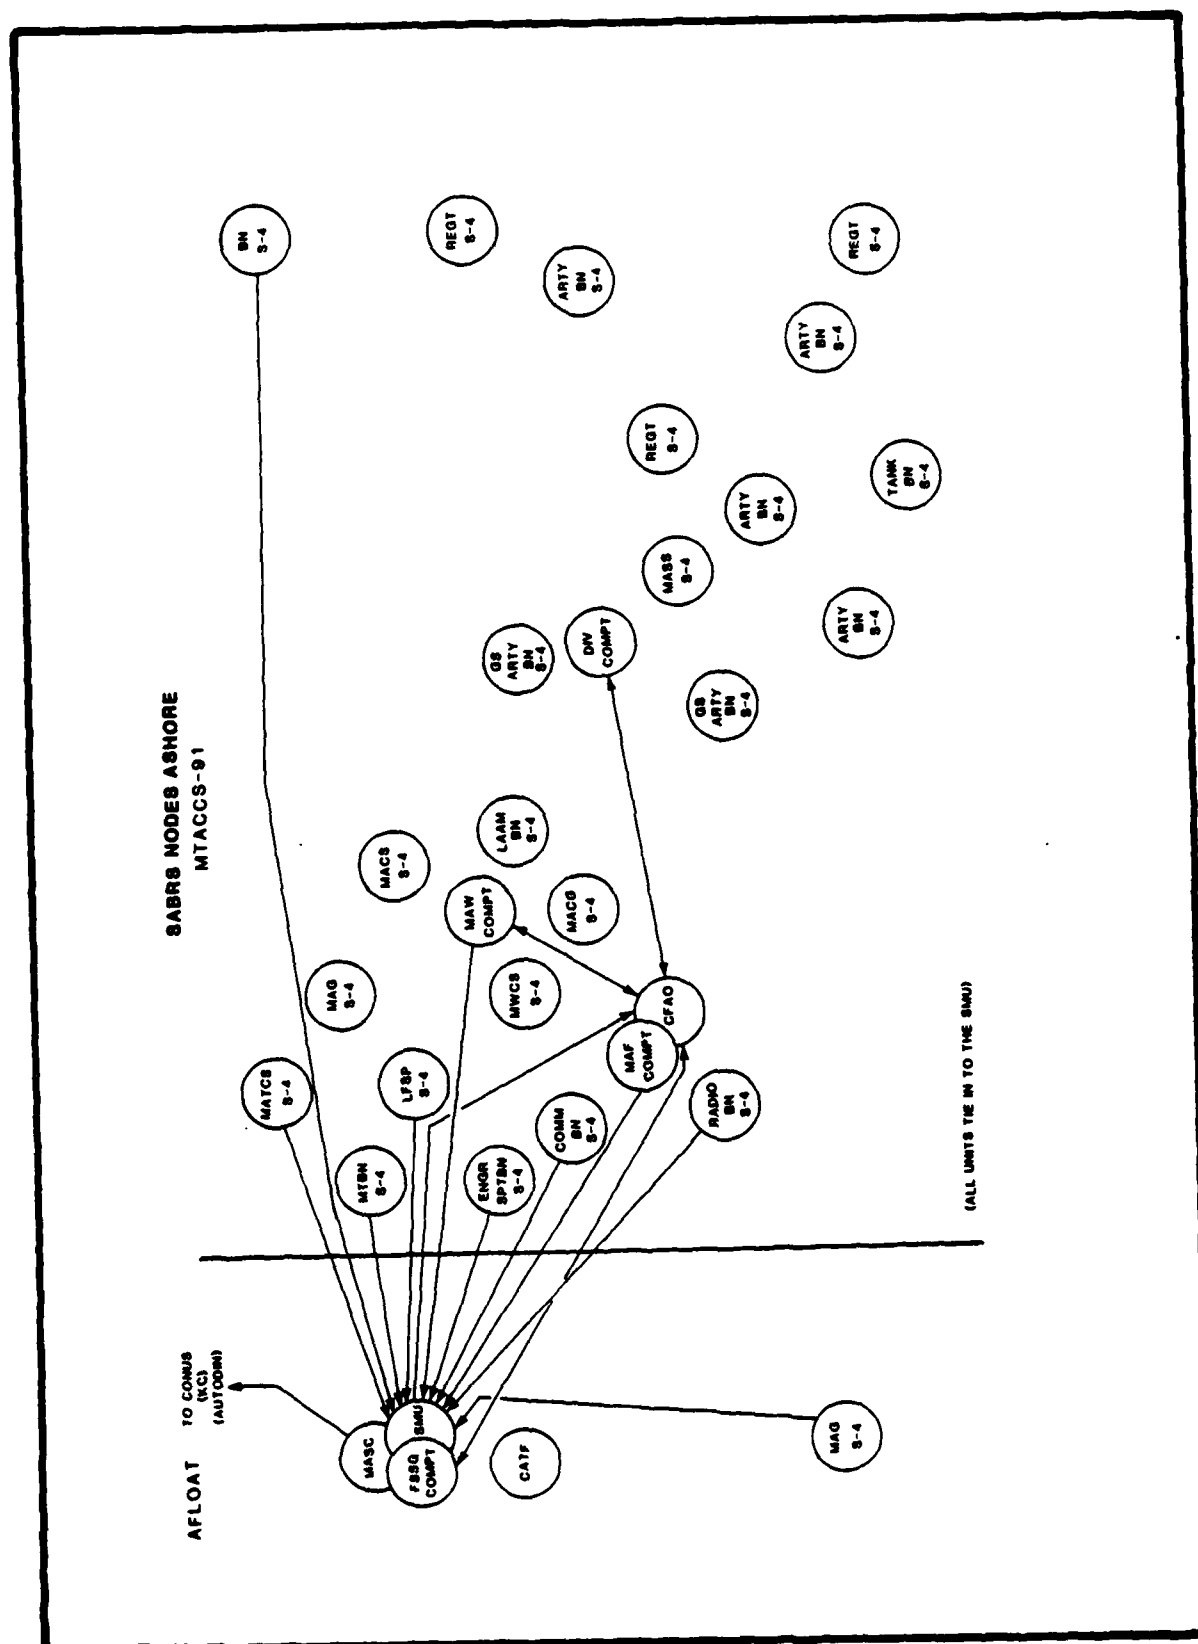 AFLOAT
TO CONUS
(KC)
(AUTODIN)
SABRS NODES ASHORE
MTACCS-91
BN
S-4
MATCS
S-4
MAG
S-4
MASC
MTBN
S-4
MACS
S-4
LFSP
S-4
SMU
FSSG
COMPT
REGT
S-4
MAW
COMPT
ENGR
SPTBN
S-4
GS
ARTY
BN
S-4
LAAM
BN
S-4
MWCS
S-4
CATF
COMM
BN
S-4
ARTY
BN
S-4
MACG
S-4
DIV
COMPT
MAF
COMPT
CFAO
REGT
S-4
MASS
S-4
GS
ARTY
BN
S-4
RADIO
BN
S-4
ARTY
BN
S-4
ARTY
BN
S-4
MAG
S-4
ARTY
BN
S-4
REGT
S-4
TANK
BN
S-4
(ALL UNITS TIE IN TO THE SMU)